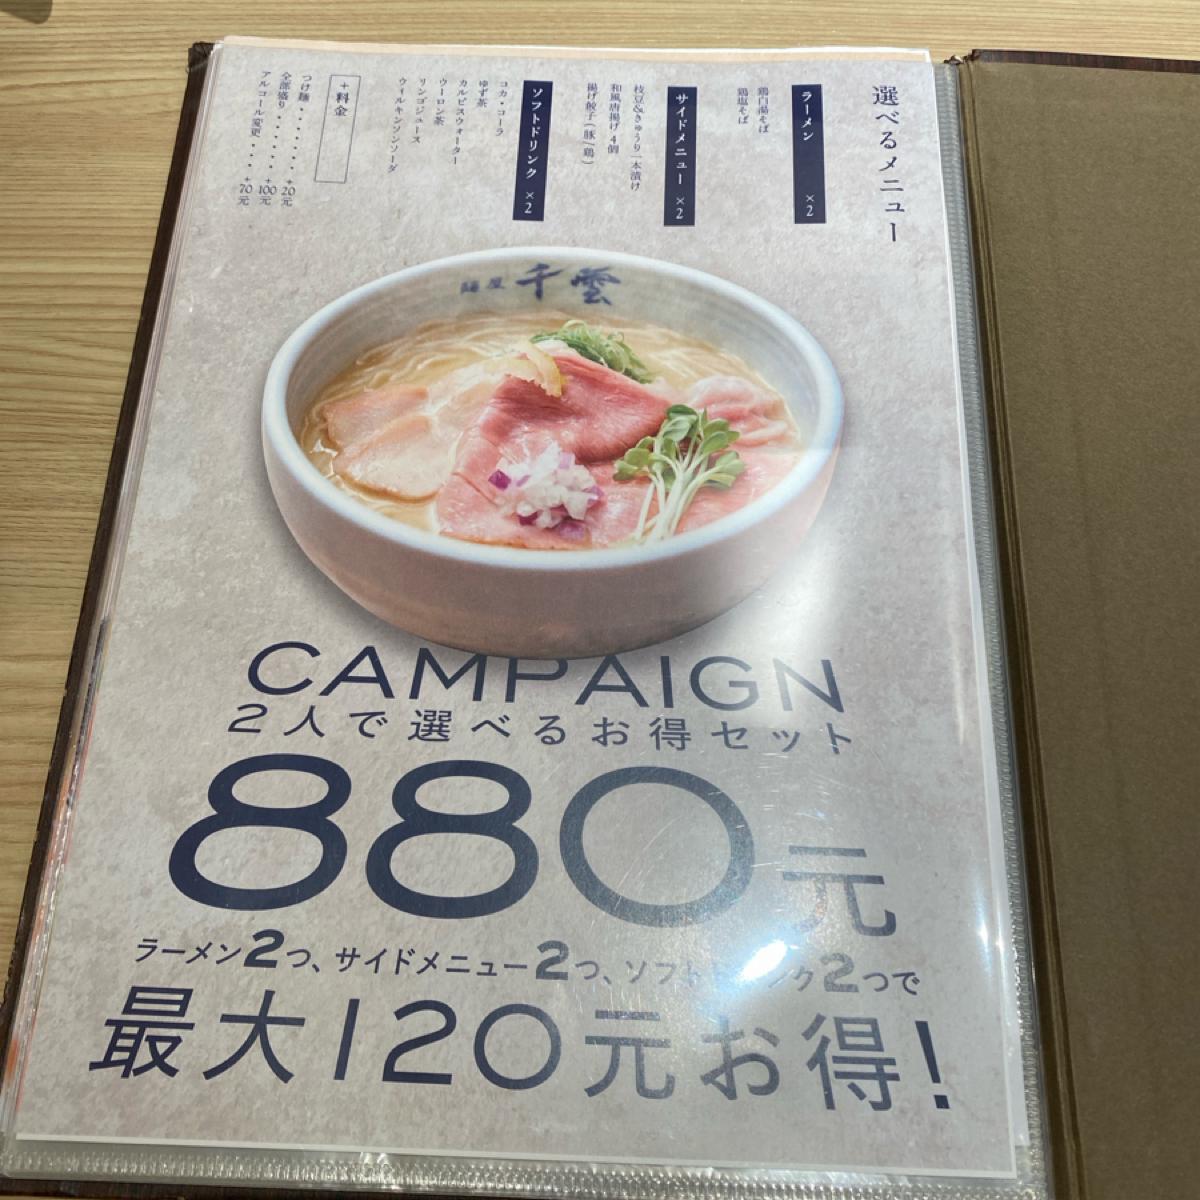 選べるメニュー
ラーメン ×2
鶏白湯そば
鶏塩そば
サイドメニュー ×2
枝豆&きゅうり一本漬け
和風唐揚げ4個
揚げ餃子(豚/鶏)
ソフトドリンク ×2
コカ・コーラ
ゆず茶
カルピスウォーター
ウーロン茶
リンゴジュース
ウィルキンソンソーダ
+料金
つけ麺・・・・・・・+20元
全部盛り・・・・・・+100元
アルコール変更・・・+70元
麺屋 千雲
CAMPAIGN
2人で選べるお得セット
880元
ラーメン2つ、サイドメニュー2つ、ソフトドリンク2つで
最大120元お得!